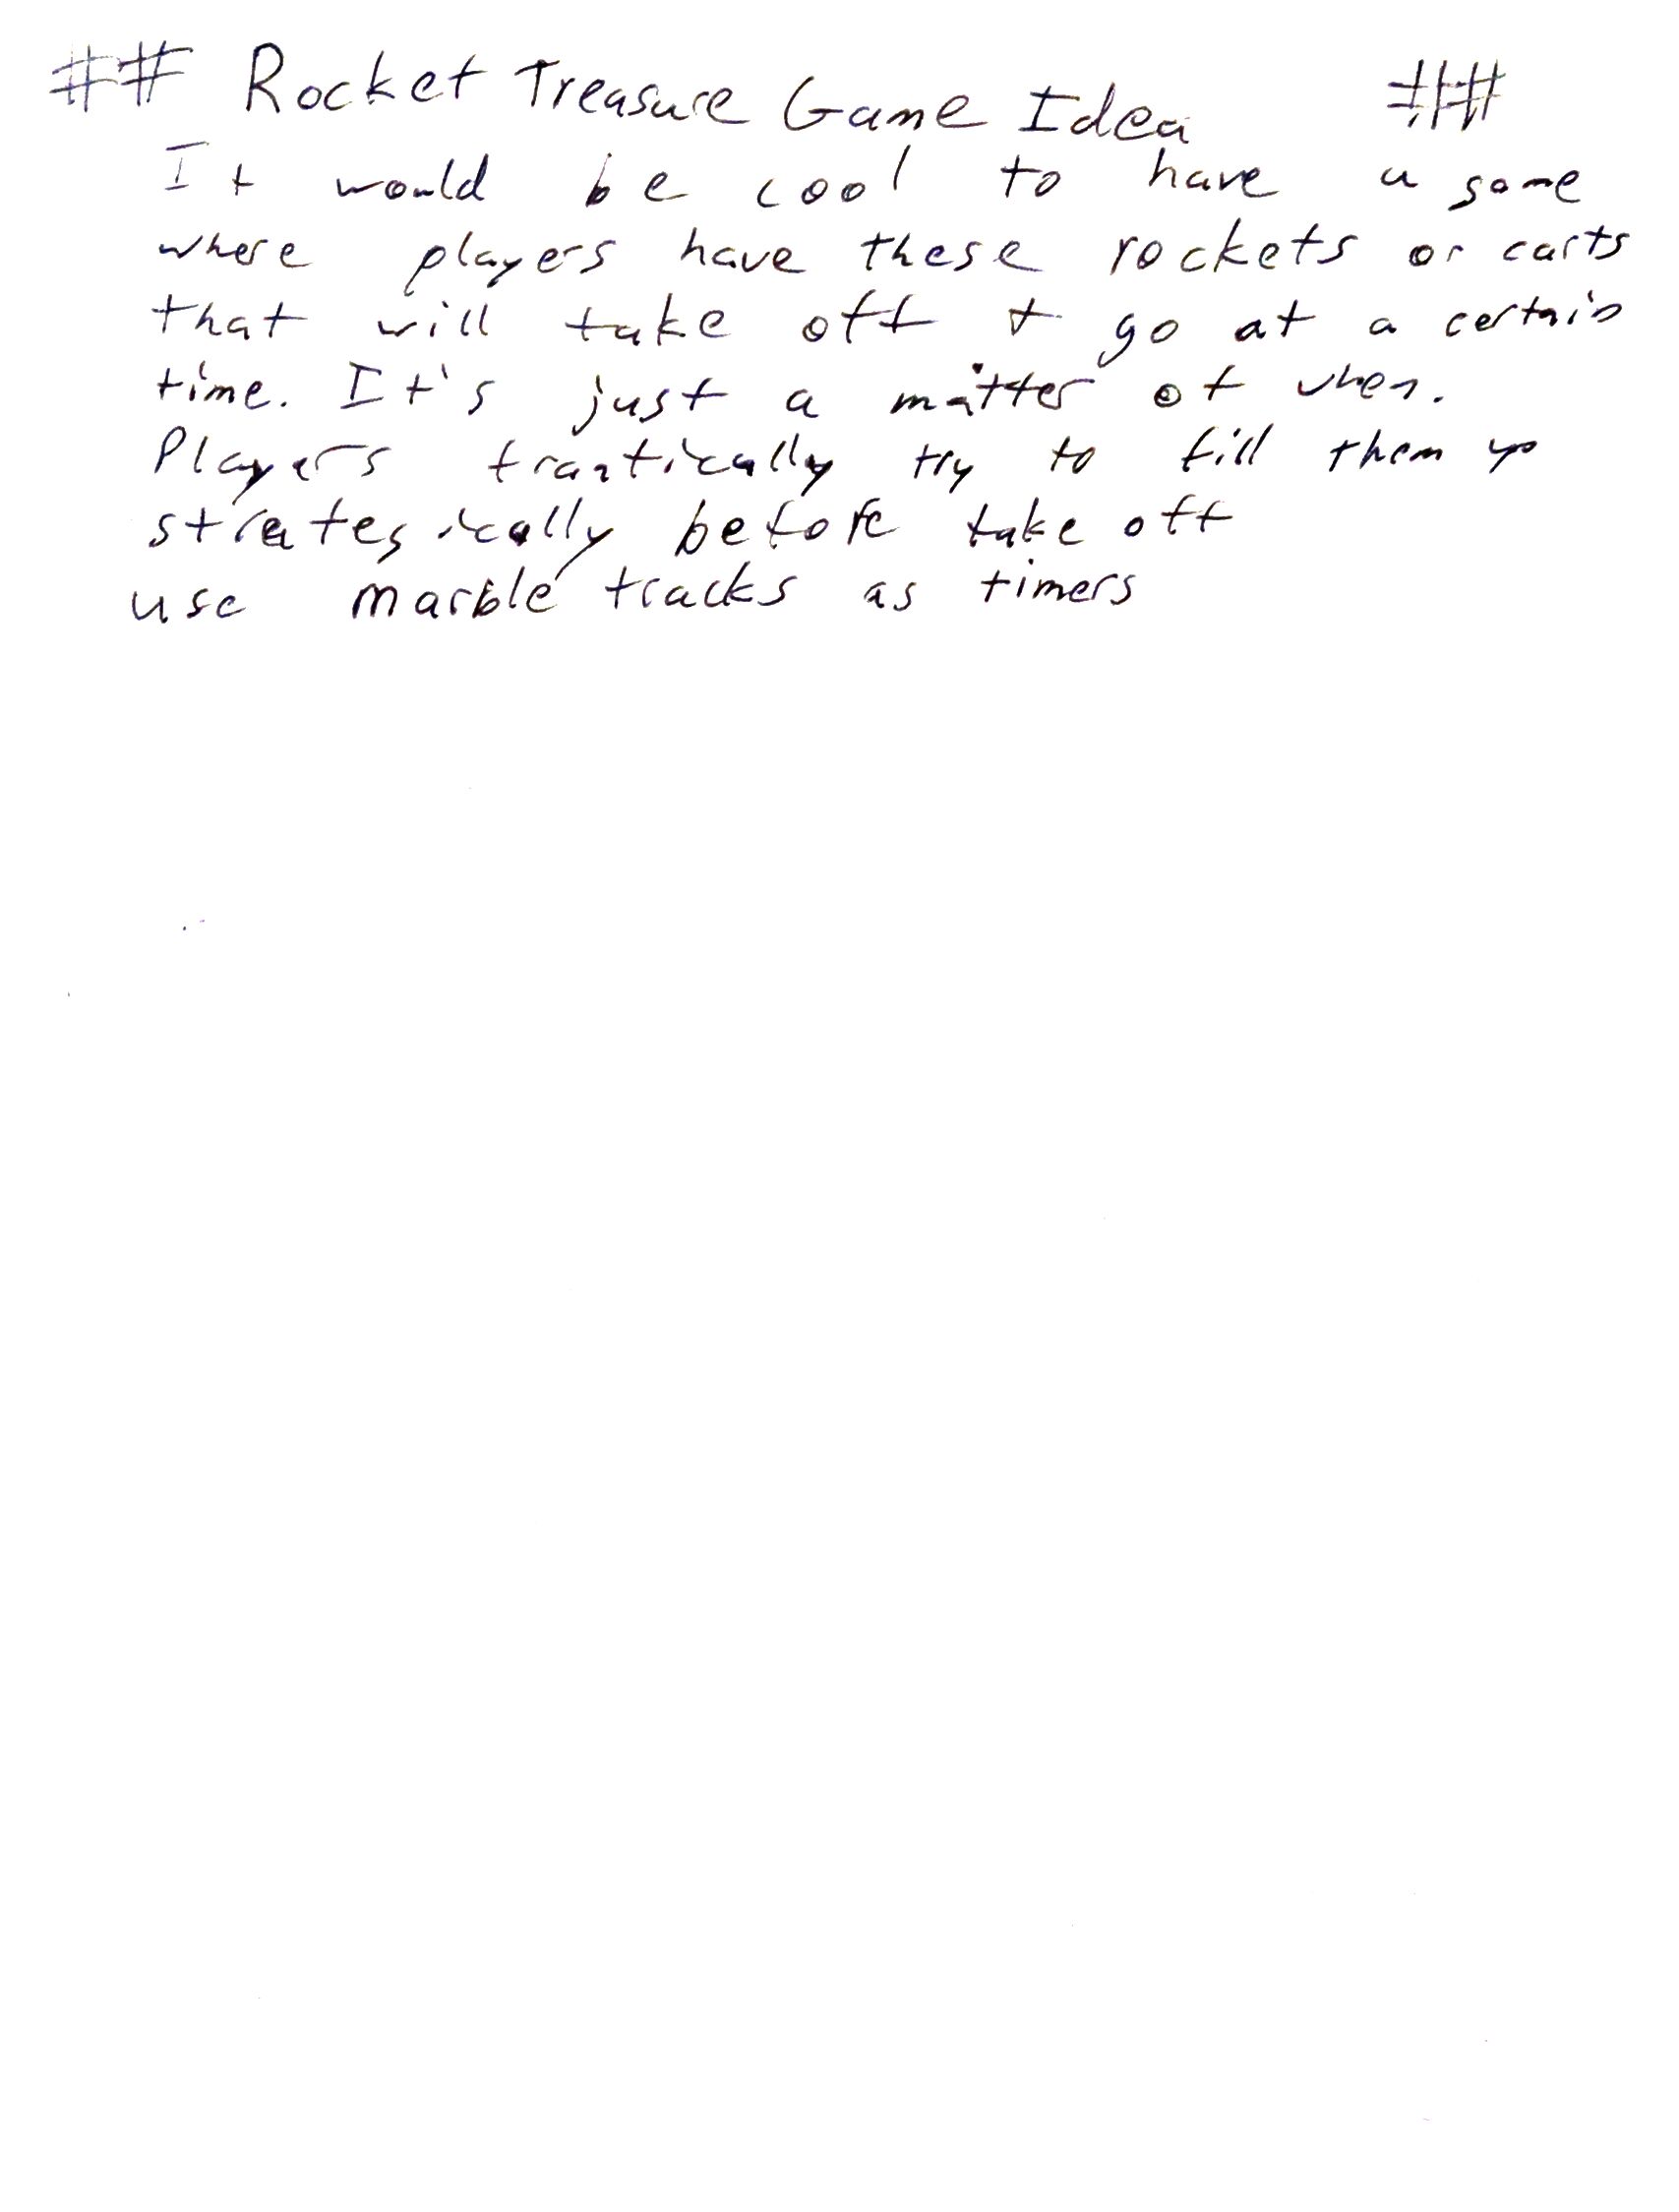 ## Rocket Treasure Game Idea ##
It would be cool to have a game
where players have these rockets or carts
that will take off & go at a certain
time. It's just a matter of when.
Players frantically try to fill them up
strategically before take off
use marble tracks as timers